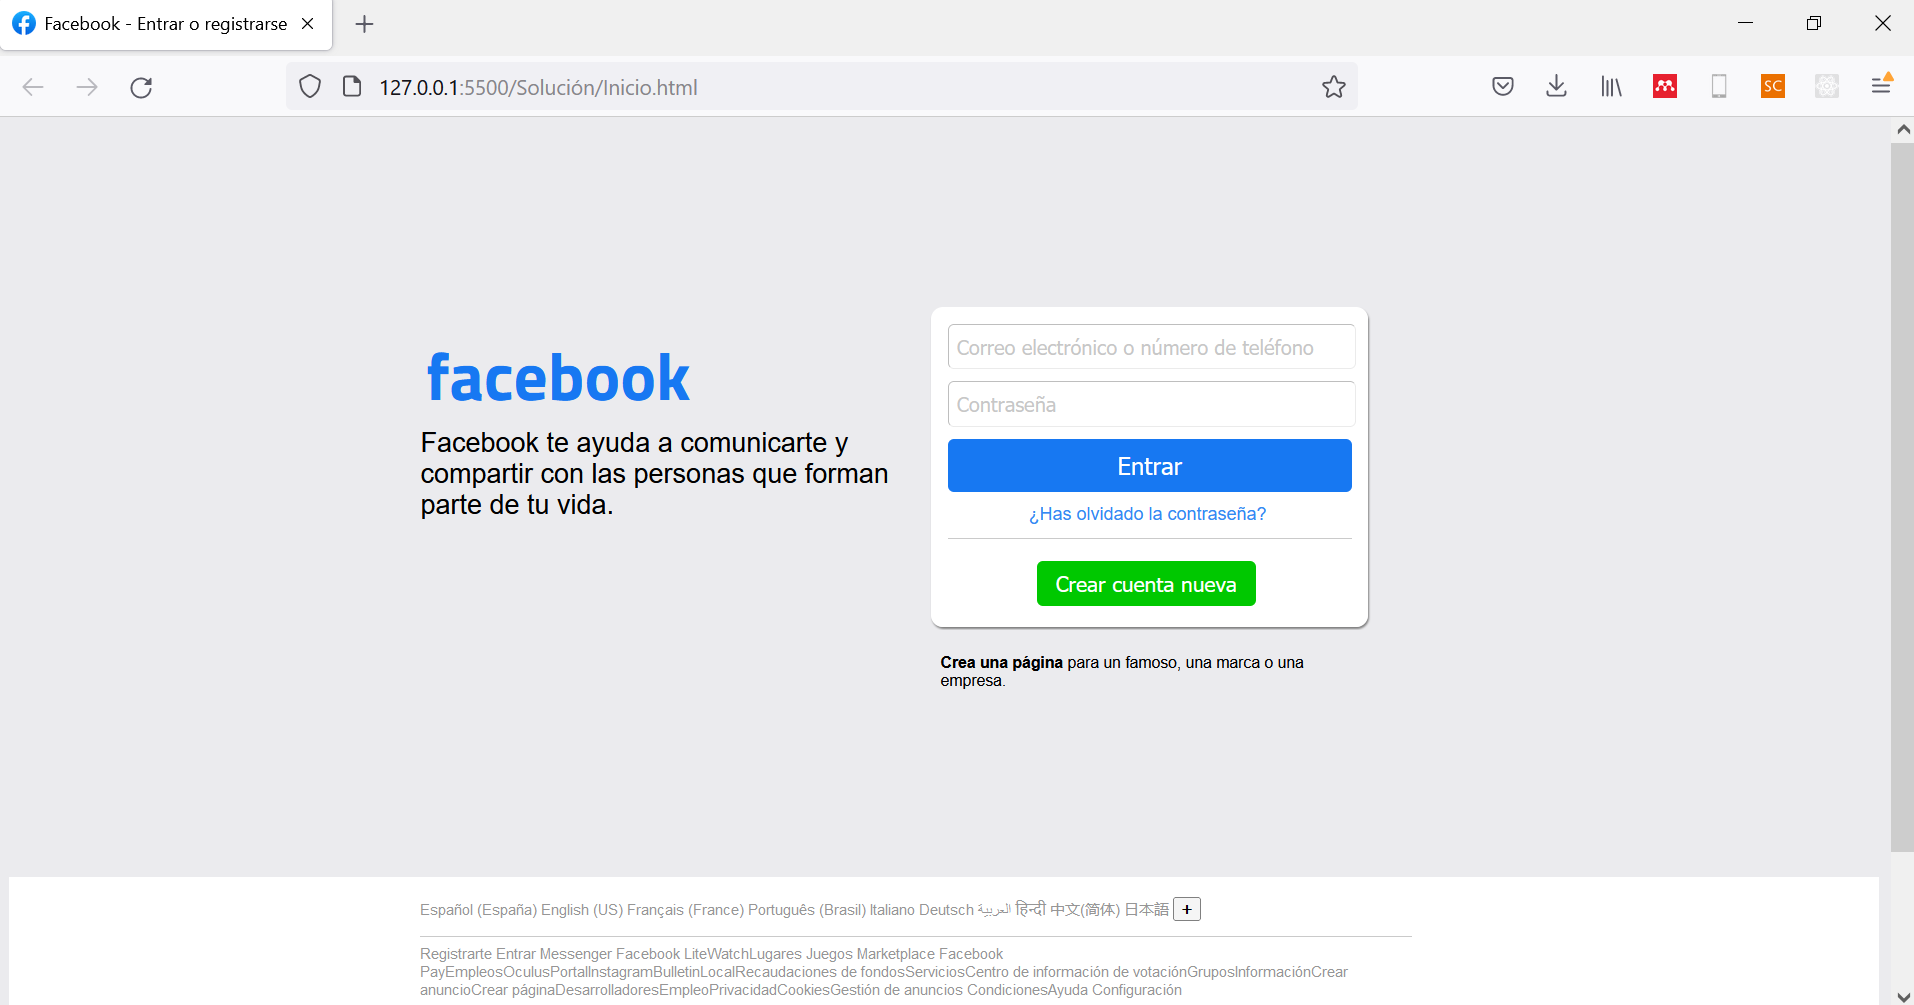 Facebook - Entrar o registrarse
127.0.0.1:5500/Solución/Inicio.html
SC
facebook
Facebook te ayuda a comunicarte y
compartir con las personas que forman
parte de tu vida.
Correo electrónico o número de teléfono
Contraseña
Entrar
¿Has olvidado la contraseña?
Crear cuenta nueva
Crea una página para un famoso, una marca o una
empresa.
Español (España) English (US) Français (France) Português (Brasil) Italiano Deutsch العربية हिन्दी 中文(简体) 日本語 +
Registrarte Entrar Messenger Facebook LiteWatchLugares Juegos Marketplace Facebook
PayEmpleosOculusPortalInstagramBulletinLocalRecaudaciones de fondosServiciosCentro de información de votaciónGruposInformaciónCrear
anuncioCrear páginaDesarrolladoresEmpleoPrivacidadCookiesGestión de anuncios CondicionesAyuda Configuración